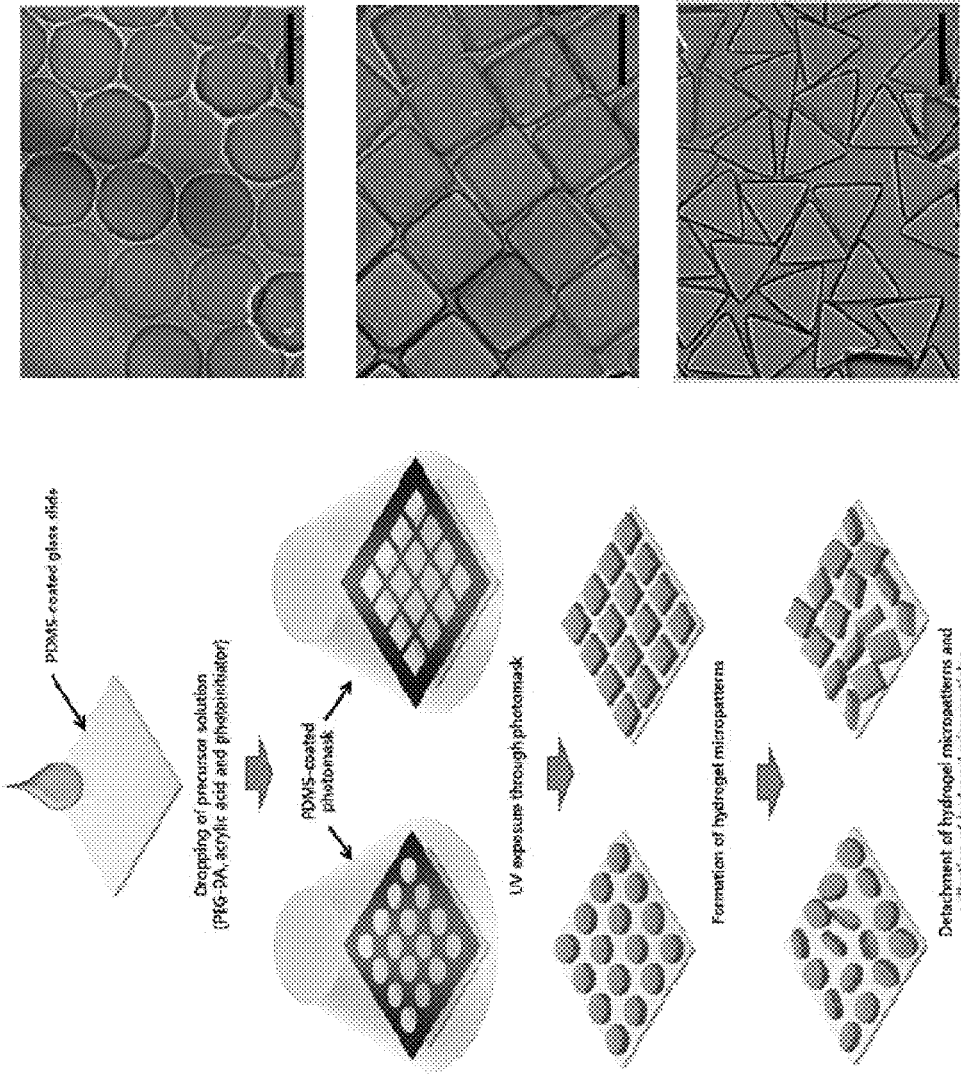 PDMS-coated glass slide
Dropping of precursor solution
(PEG-DA, acrylic acid and photoinitiator)
PDMS-coated
photomask
UV exposure through photomask
Formation of hydrogel micropatterns
Detachment of hydrogel micropatterns and